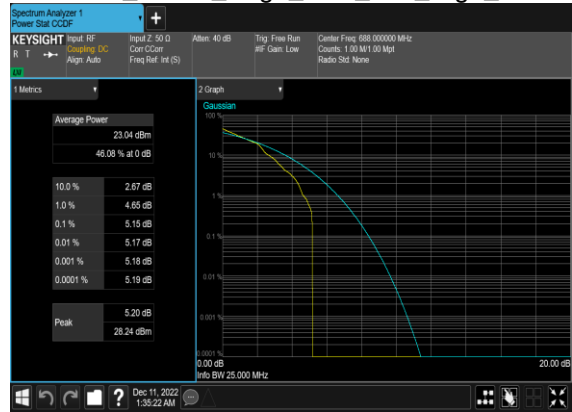 Spectrum Analyzer 1
Power Stat CCDF
+
KEYSIGHT
R T
LXI
Input: RF
Coupling: DC
Align: Auto
Input Z: 50 Ω
Corr CCorr
Freq Ref: Int (S)
Atten: 40 dB
Trig: Free Run
#IF Gain: Low
Center Freq: 688.000000 MHz
Counts: 1.00 M/1.00 Mpt
Radio Std: None
1 Metrics
Average Power
23.04 dBm
46.08 % at 0 dB
10.0 % 2.67 dB
1.0 % 4.65 dB
0.1 % 5.15 dB
0.01 % 5.17 dB
0.001 % 5.18 dB
0.0001 % 5.19 dB
Peak
5.20 dB
28.24 dBm
2 Graph
Gaussian
100 %
10 %
1 %
0.1 %
0.01 %
0.001 %
0.0001 %
0.00 dB 20.00 dB
Info BW 25.000 MHz
?
Dec 11, 2022
1:35:22 AM